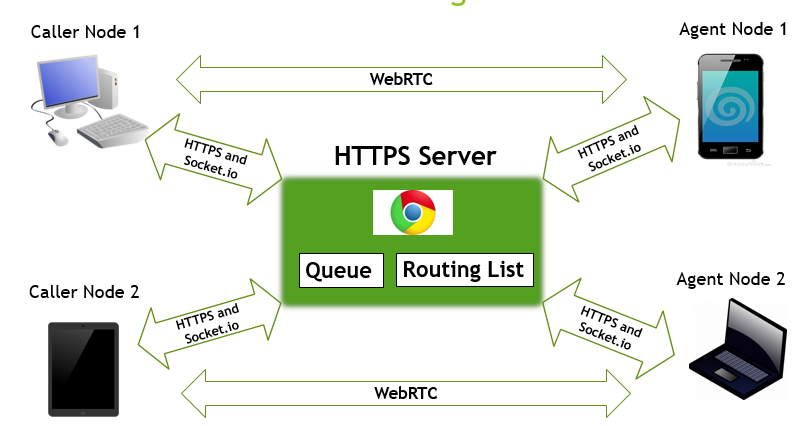 Caller Node 1
Agent Node 1
WebRTC
HTTPS and
Socket.io
HTTPS and
Socket.io
HTTPS Server
Queue
Routing List
Caller Node 2
Agent Node 2
HTTPS and
Socket.io
HTTPS and
Socket.io
WebRTC